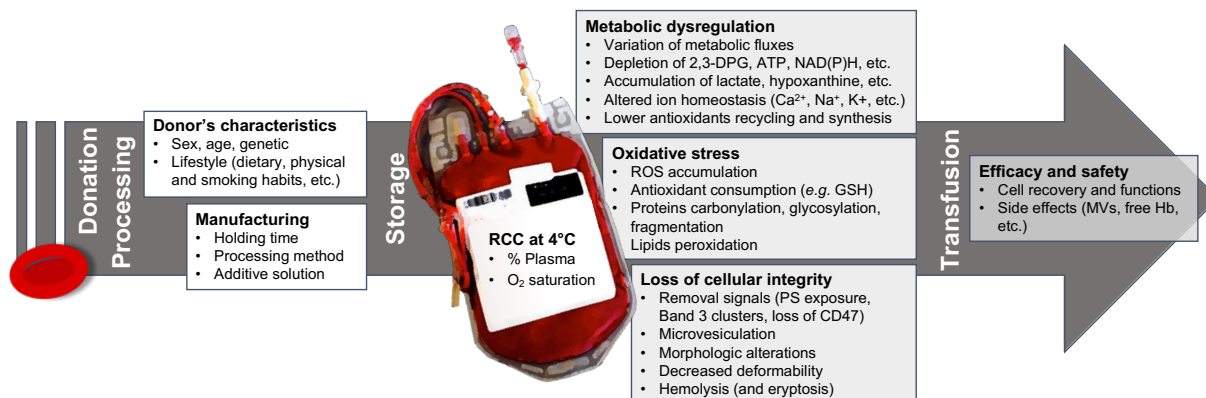 Donation
Processing
Donor's characteristics
• Sex, age, genetic
• Lifestyle (dietary, physical
and smoking habits, etc.)
Manufacturing
• Holding time
• Processing method
• Additive solution
Storage
RCC at 4°C
• % Plasma
• O₂ saturation
Metabolic dysregulation
• Variation of metabolic fluxes
• Depletion of 2,3-DPG, ATP, NAD(P)H, etc.
• Accumulation of lactate, hypoxanthine, etc.
• Altered ion homeostasis (Ca²⁺, Na⁺, K+, etc.)
• Lower antioxidants recycling and synthesis
Oxidative stress
• ROS accumulation
• Antioxidant consumption (e.g. GSH)
• Proteins carbonylation, glycosylation,
fragmentation
Lipids peroxidation
Loss of cellular integrity
• Removal signals (PS exposure,
Band 3 clusters, loss of CD47)
• Microvesiculation
• Morphologic alterations
• Decreased deformability
• Hemolysis (and eryptosis)
Transfusion
Efficacy and safety
• Cell recovery and functions
• Side effects (MVs, free Hb,
etc.)